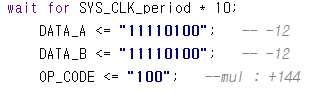 wait for SYS_CLK_period * 10;
DATA_A <= "11110100";   -- -12
DATA_B <= "11110100";   -- -12
OP_CODE <= "100";   --mul : +144